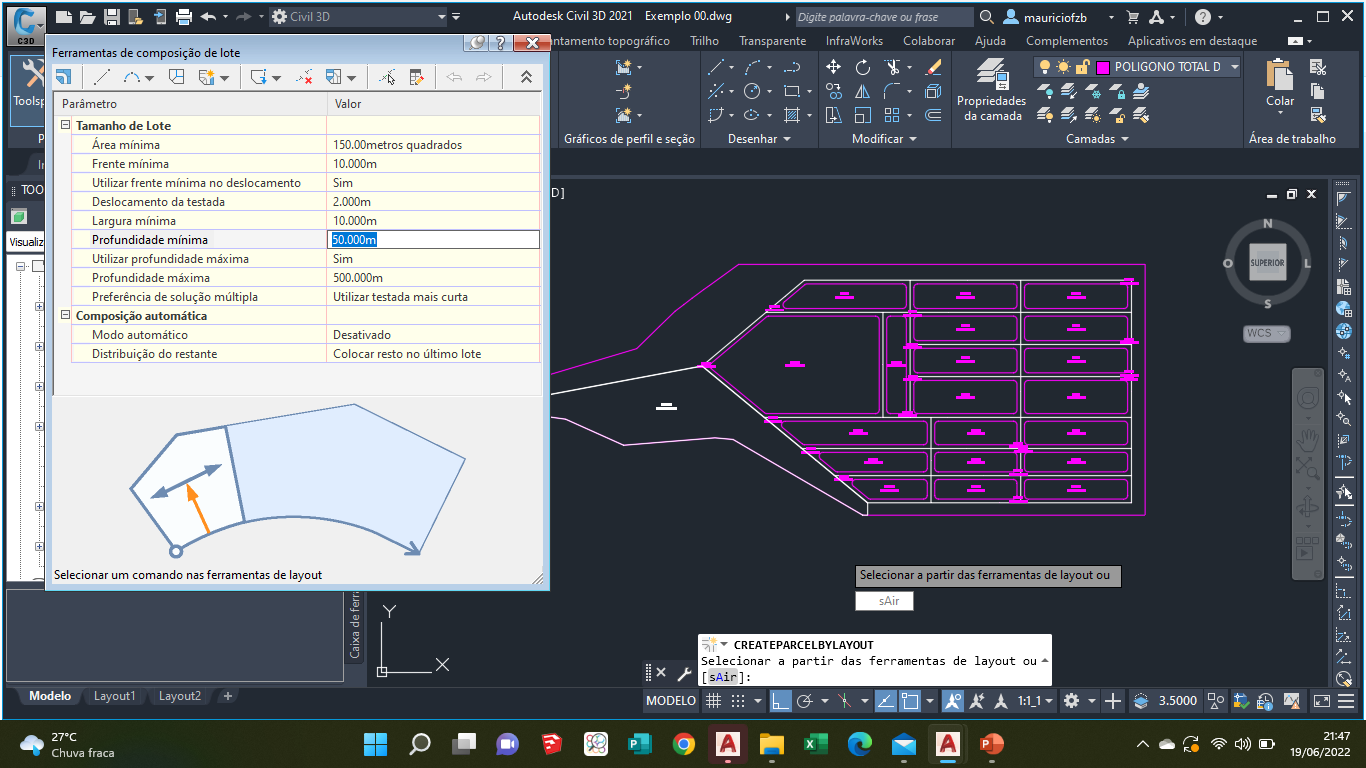 Autodesk Civil 3D 2021 Exemplo 00.dwg
Civil 3D
Digite palavra-chave ou frase
mauriciofzb
C3D
Ferramentas de composição de lote
antamento topográfico Trilho Transparente InfraWorks Colaborar Ajuda Complementos Aplicativos em destaque
Toolsp
POLIGONO TOTAL D
Propriedades
da camada
Colar
Gráficos de perfil e seção Desenhar Modificar Camadas Área de trabalho
TOO
Visualiz
Parâmetro Valor
Tamanho de Lote
Área mínima 150.00metros quadrados
Frente mínima 10.000m
Utilizar frente mínima no deslocamento Sim
Deslocamento da testada 2.000m
Largura mínima 10.000m
Profundidade mínima 50.000m
Utilizar profundidade máxima Sim
Profundidade máxima 500.000m
Preferência de solução múltipla Utilizar testada mais curta
Composição automática
Modo automático Desativado
Distribuição do restante Colocar resto no último lote
Selecionar um comando nas ferramentas de layout
D]
N
O SUPERIOR L
S
WCS
Selecionar a partir das ferramentas de layout ou
sAir
Caixa de ferra
Y
X
CREATEPARCELBYLAYOUT
Selecionar a partir das ferramentas de layout ou
[sAir]:
Modelo Layout1 Layout2 +
MODELO 1:1_1 3.5000
27°C
Chuva fraca
21:47
19/06/2022